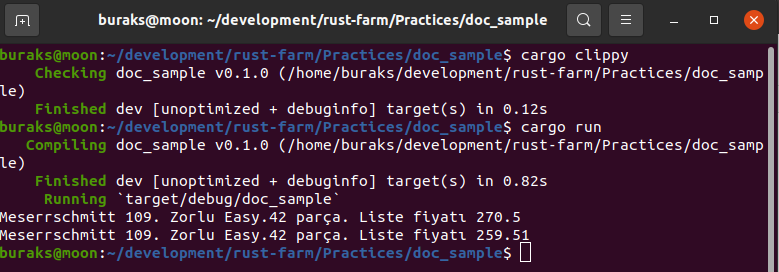 buraks@moon: ~/development/rust-farm/Practices/doc_sample
buraks@moon:~/development/rust-farm/Practices/doc_sample$ cargo clippy
    Checking doc_sample v0.1.0 (/home/buraks/development/rust-farm/Practices/doc_samp
le)
    Finished dev [unoptimized + debuginfo] target(s) in 0.12s
buraks@moon:~/development/rust-farm/Practices/doc_sample$ cargo run
   Compiling doc_sample v0.1.0 (/home/buraks/development/rust-farm/Practices/doc_samp
le)
    Finished dev [unoptimized + debuginfo] target(s) in 0.82s
     Running `target/debug/doc_sample`
Meserrschmitt 109. Zorlu Easy.42 parça. Liste fiyatı 270.5
Meserrschmitt 109. Zorlu Easy.42 parça. Liste fiyatı 259.51
buraks@moon:~/development/rust-farm/Practices/doc_sample$